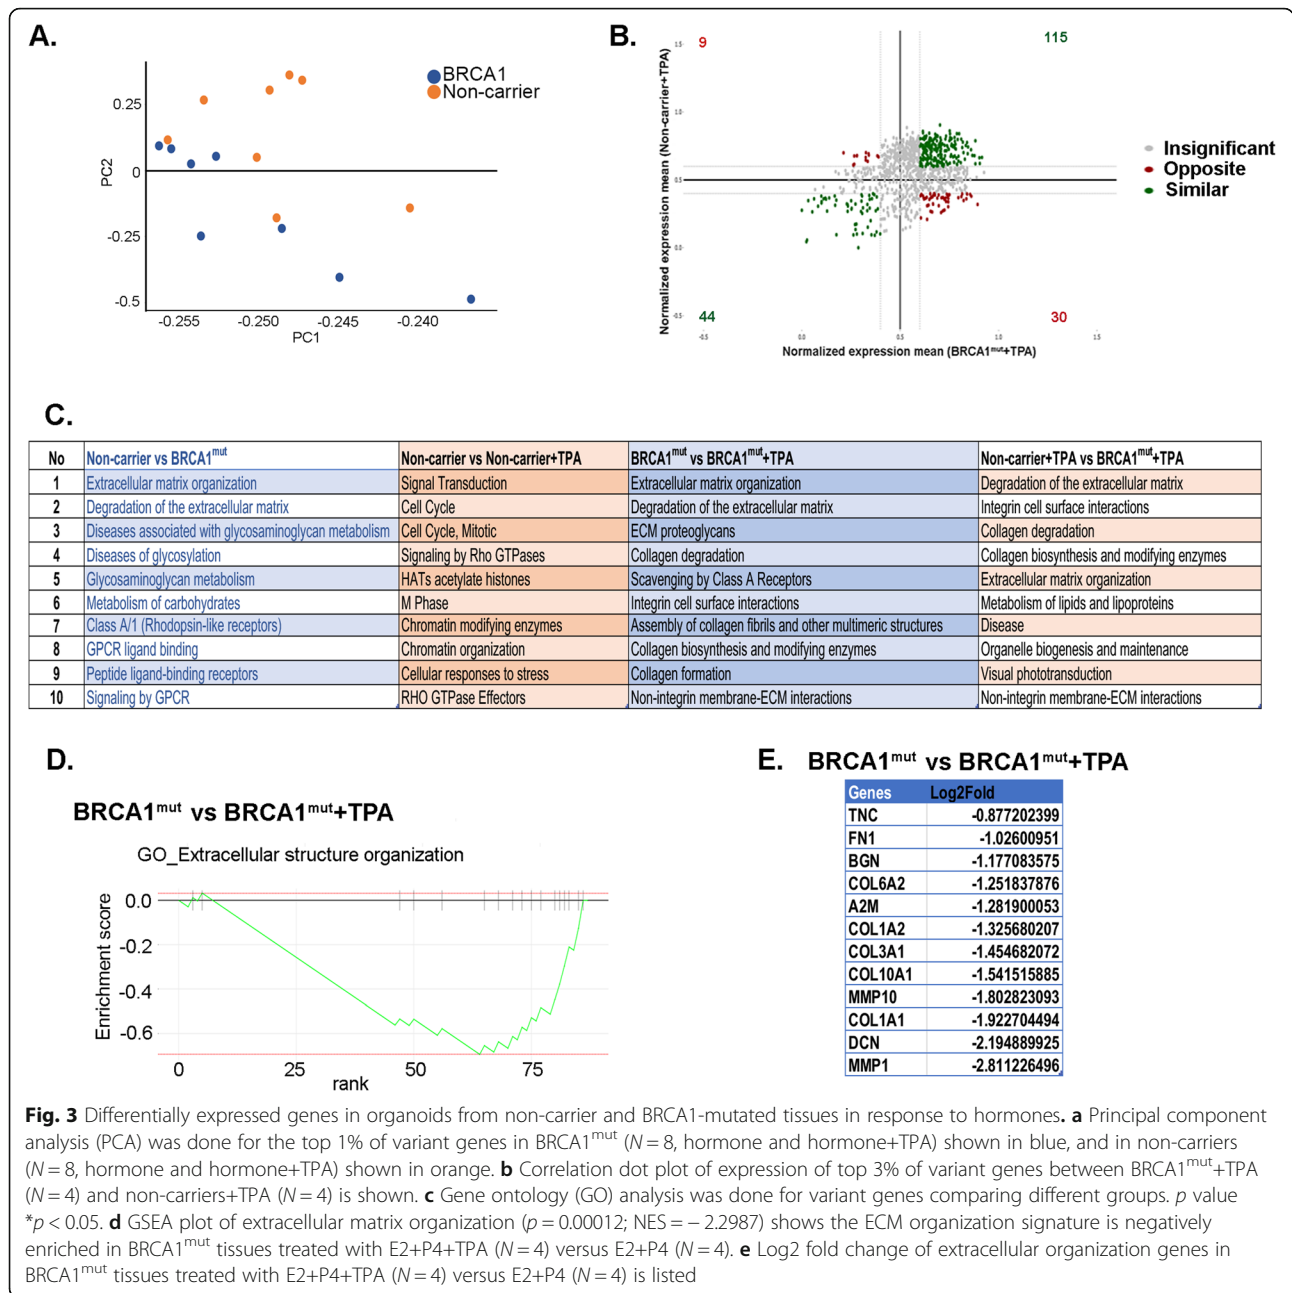 A.
BRCA1
Non-carrier
PC2
0.25
0
-0.25
-0.5
-0.255 -0.250 -0.245 -0.240
PC1
B.
9 115
Normalized expression mean (Non-carrier+TPA)
1.5
1.0
0.5
0.0
-0.5
44 30
-0.5 0.0 0.5 1.0 1.5
Normalized expression mean (BRCA1mut+TPA)
Insignificant
Opposite
Similar
C.
No Non-carrier vs BRCA1mut Non-carrier vs Non-carrier+TPA BRCA1mut vs BRCA1mut+TPA Non-carrier+TPA vs BRCA1mut+TPA
1 Extracellular matrix organization Signal Transduction Extracellular matrix organization Degradation of the extracellular matrix
2 Degradation of the extracellular matrix Cell Cycle Degradation of the extracellular matrix Integrin cell surface interactions
3 Diseases associated with glycosaminoglycan metabolism Cell Cycle, Mitotic ECM proteoglycans Collagen degradation
4 Diseases of glycosylation Signaling by Rho GTPases Collagen degradation Collagen biosynthesis and modifying enzymes
5 Glycosaminoglycan metabolism HATs acetylate histones Scavenging by Class A Receptors Extracellular matrix organization
6 Metabolism of carbohydrates M Phase Integrin cell surface interactions Metabolism of lipids and lipoproteins
7 Class A/1 (Rhodopsin-like receptors) Chromatin modifying enzymes Assembly of collagen fibrils and other multimeric structures Disease
8 GPCR ligand binding Chromatin organization Collagen biosynthesis and modifying enzymes Organelle biogenesis and maintenance
9 Peptide ligand-binding receptors Cellular responses to stress Collagen formation Visual phototransduction
10 Signaling by GPCR RHO GTPase Effectors Non-integrin membrane-ECM interactions Non-integrin membrane-ECM interactions
D.
BRCA1mut vs BRCA1mut+TPA
GO_Extracellular structure organization
Enrichment score
0.0
-0.2
-0.4
-0.6
0 25 50 75
rank
E. BRCA1mut vs BRCA1mut+TPA
Genes Log2Fold
TNC -0.877202399
FN1 -1.02600951
BGN -1.177083575
COL6A2 -1.251837876
A2M -1.281900053
COL1A2 -1.325680207
COL3A1 -1.454682072
COL10A1 -1.541515885
MMP10 -1.802823093
COL1A1 -1.922704494
DCN -2.194889925
MMP1 -2.811226496
Fig. 3 Differentially expressed genes in organoids from non-carrier and BRCA1-mutated tissues in response to hormones. a Principal component
analysis (PCA) was done for the top 1% of variant genes in BRCA1mut (N = 8, hormone and hormone+TPA) shown in blue, and in non-carriers
(N = 8, hormone and hormone+TPA) shown in orange. b Correlation dot plot of expression of top 3% of variant genes between BRCA1mut+TPA
(N = 4) and non-carriers+TPA (N = 4) is shown. c Gene ontology (GO) analysis was done for variant genes comparing different groups. p value
*p < 0.05. d GSEA plot of extracellular matrix organization (p = 0.00012; NES = − 2.2987) shows the ECM organization signature is negatively
enriched in BRCA1mut tissues treated with E2+P4+TPA (N = 4) versus E2+P4 (N = 4). e Log2 fold change of extracellular organization genes in
BRCA1mut tissues treated with E2+P4+TPA (N = 4) versus E2+P4 (N = 4) is listed